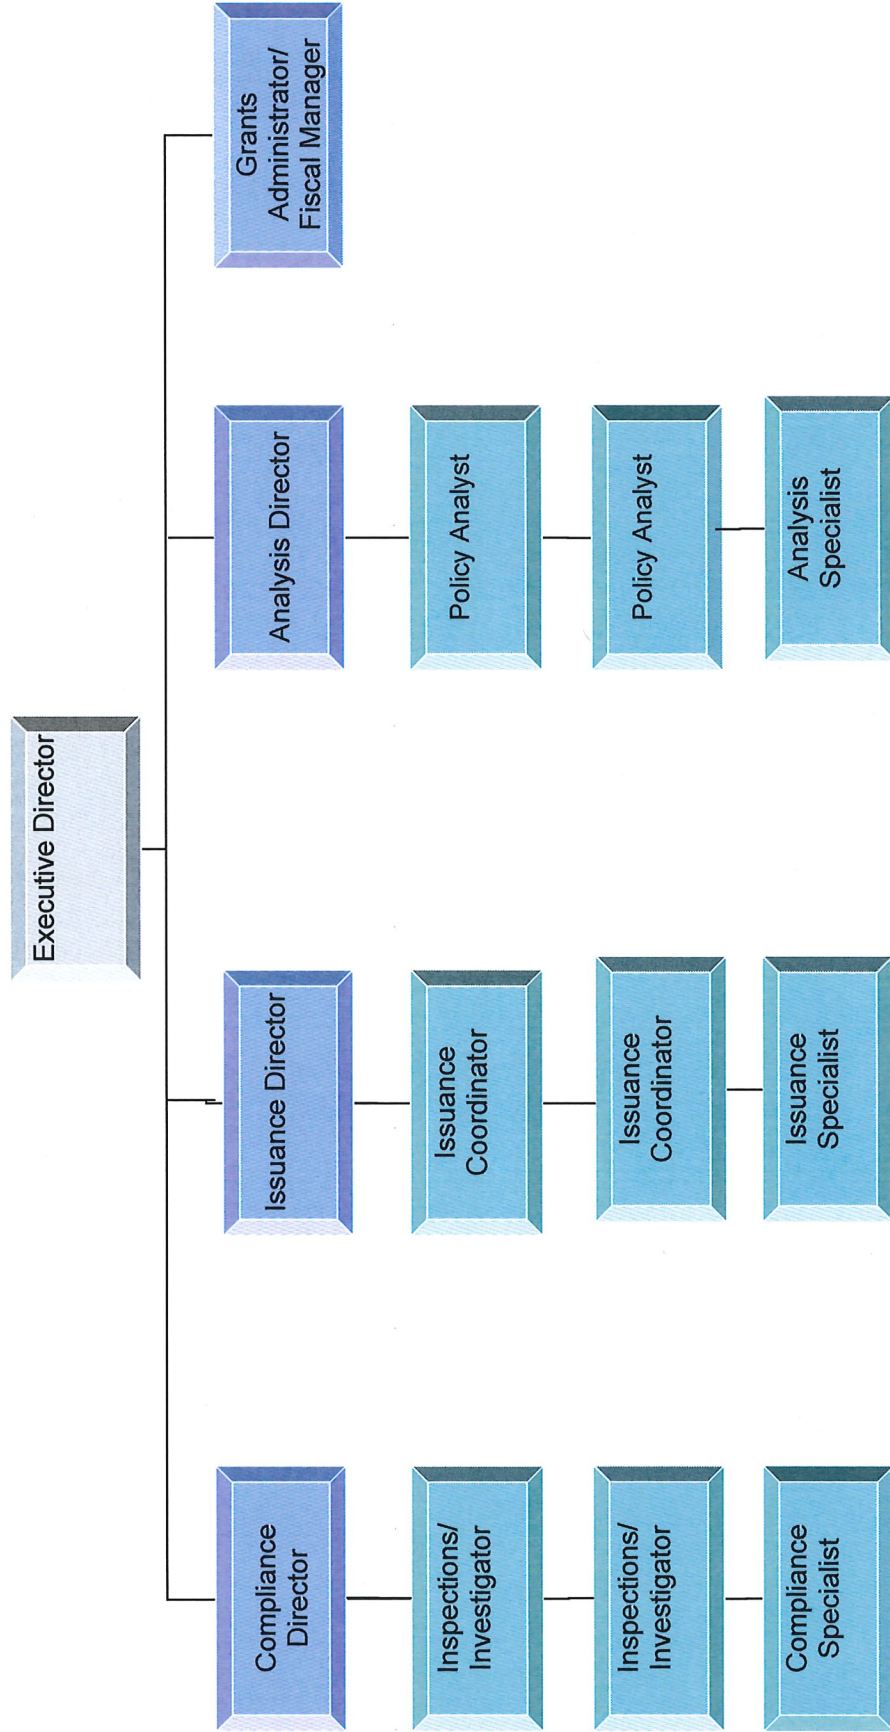 Executive Director
Compliance
Director
Issuance Director
Analysis Director
Grants
Administrator/
Fiscal Manager
Inspections/
Investigator
Issuance
Coordinator
Policy Analyst
Inspections/
Investigator
Issuance
Coordinator
Policy Analyst
Compliance
Specialist
Issuance
Specialist
Analysis
Specialist